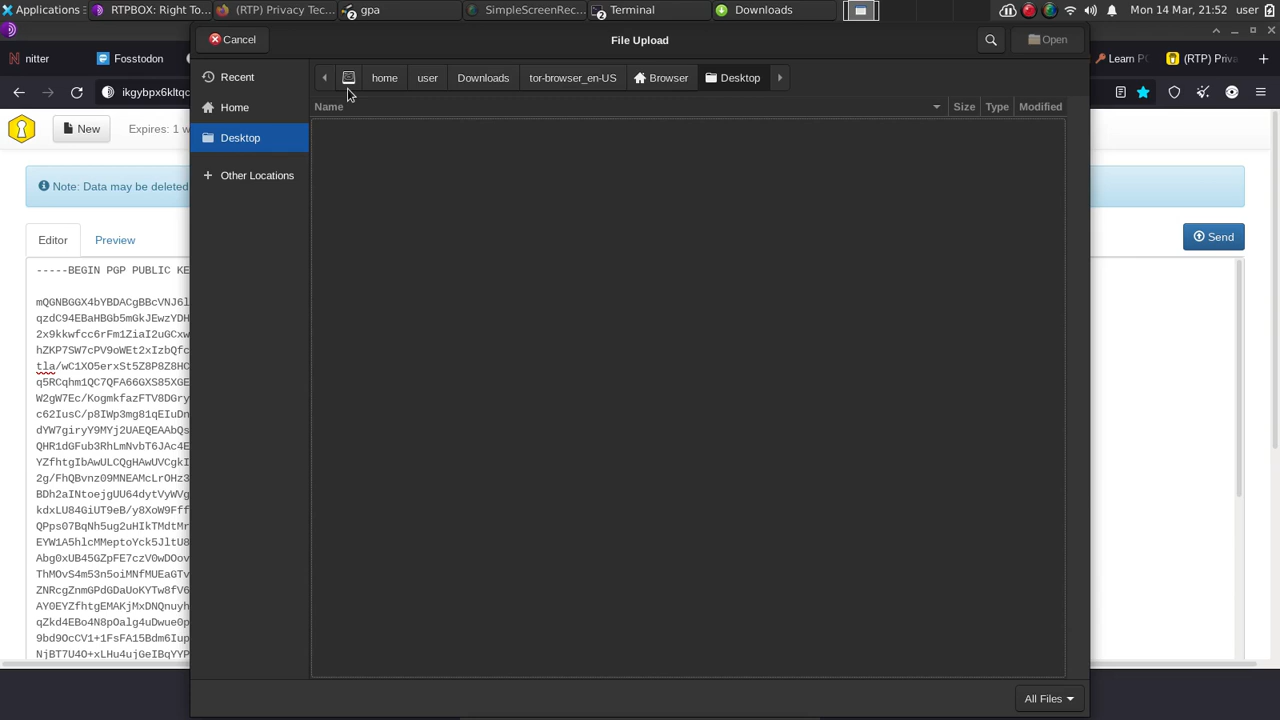 Applications
RTPBOX: Right To...
(RTP) Privacy Tec...
gpa
SimpleScreenRec...
Terminal
Downloads
Mon 14 Mar, 21:52
user
Cancel
File Upload
Open
nitter
Fosstodon
Learn PG
(RTP) Priva
Recent
home
user
Downloads
tor-browser_en-US
Browser
Desktop
ikgybpx6kltqc
Home
Name
Size
Type
Modified
New
Expires: 1 w
Desktop
Other Locations
Note: Data may be deleted
Editor
Preview
Send
-----BEGIN PGP PUBLIC KE
mQGNBGGX4bYBDACgBBcVNJ6l
qzdC94EBaHBGb5mGkJEwzYDH
2x9kkwfcc6rFm1ZiaI2uGCxw
hZKP7SW7cPV9oWEt2xIzbQfc
tla/wC1XO5erxSt5Z8P8Z8HC
q5RCqhm1QC7QFA66GXS85XGE
W2gW7Ec/KogmkfazFTV8DGry
c62IusC/p8IWp3mg81qEIuDn
dYW7giryY9MYj2UAEQEAAbQs
QHR1dGFub3RhLmNvbT6JAc4E
YZfhtgIbAwULCQgHAwUVCgkI
2g/FhQBvnz09MNEAMcLrOHz3
BDh2aINtoejgUU64dytVyWVg
kdxLU84GiUT9eB/y8XoW9Fff
QPps07BqNh5ug2uHIkTMdtMr
EYW1A5hlcMMeptoYck5JltU8
Abg0xUB45GZpFE7czV0wDOov
ThMOvS4m53n5oiMNfMUEaGTv
ZNRcgZnmGPdGDaUoKYTw8fV6
AY0EYZfhtgEMAKjMxDNQnuyh
qZkd4EBo4N8pOalg4uDwue0p
9bd9OcCV1+1FsFA15Bdm6Iup
NjBT7U4O+xLHu4ujGeIBqYYP
All Files